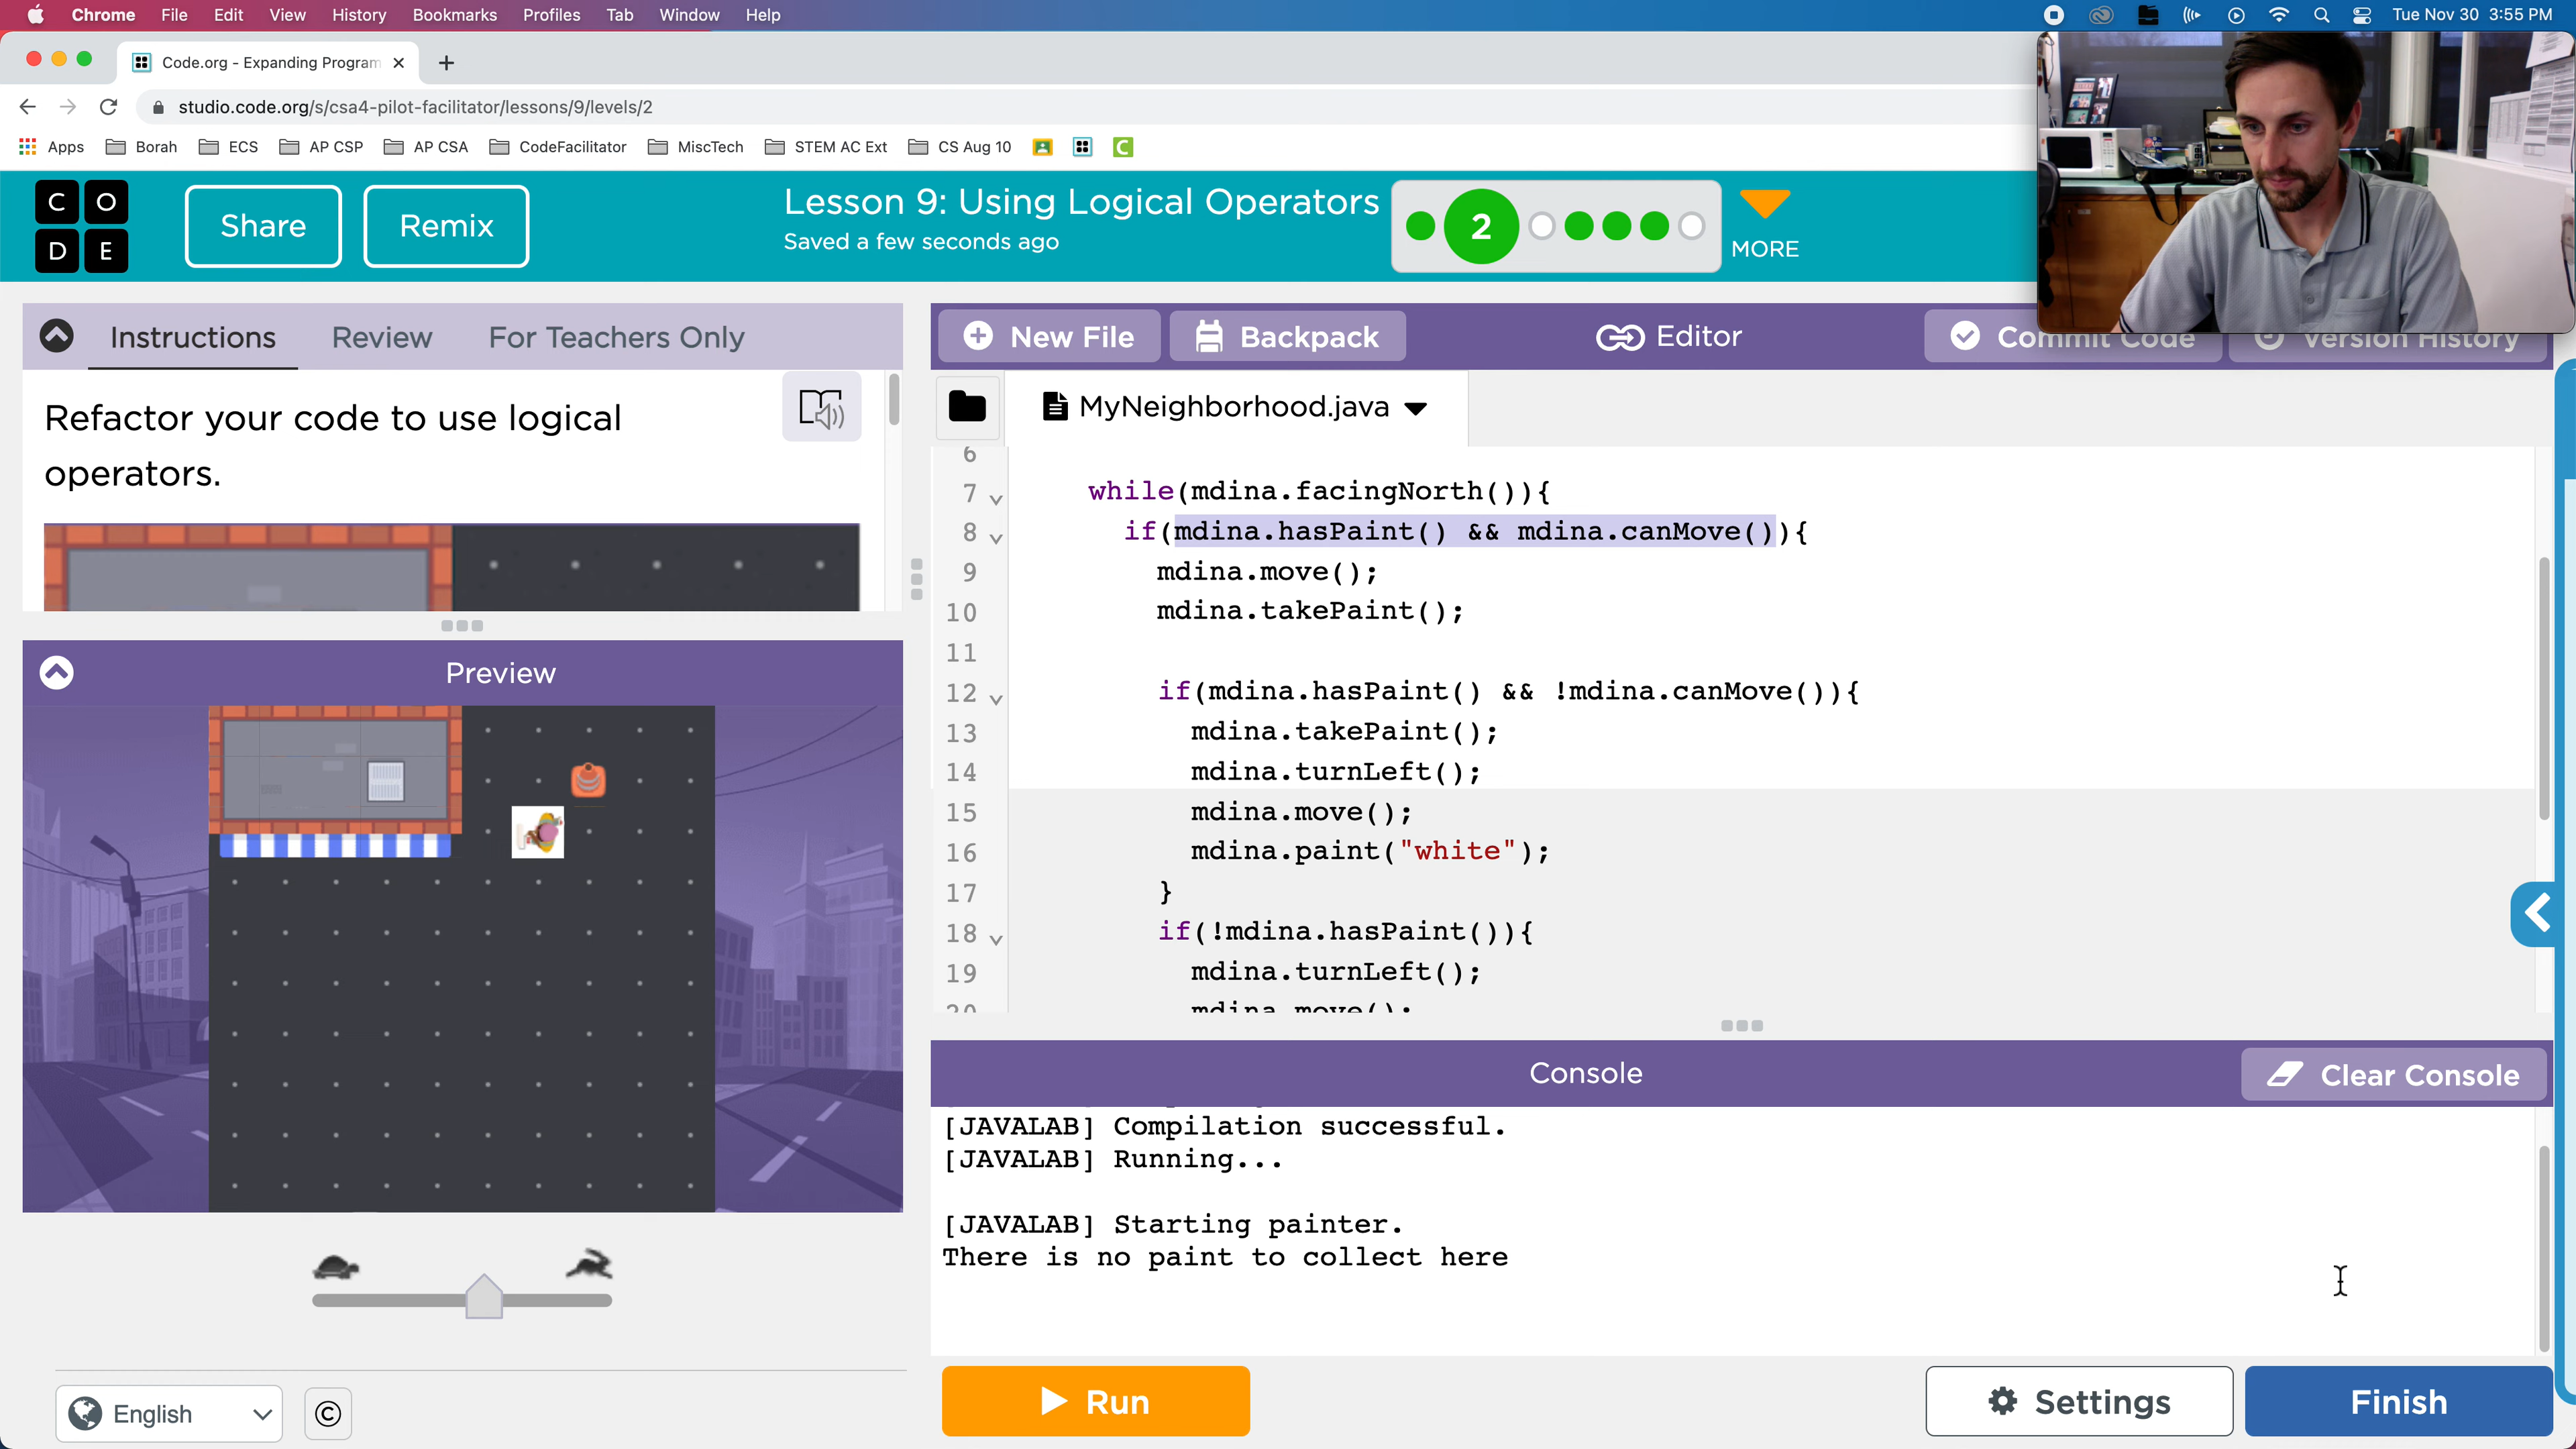 Chrome File Edit View History Bookmarks Profiles Tab Window Help Tue Nov 30 3:55 PM
Code.org - Expanding Program
studio.code.org/s/csa4-pilot-facilitator/lessons/9/levels/2
Apps Borah ECS AP CSP AP CSA CodeFacilitator MiscTech STEM AC Ext CS Aug 10
C O D E
Share Remix
Lesson 9: Using Logical Operators
Saved a few seconds ago
2
MORE
Instructions Review For Teachers Only
Refactor your code to use logical
operators.
Preview
New File Backpack Editor Commit Code Version History
MyNeighborhood.java
6
7 while(mdina.facingNorth()){
8 if(mdina.hasPaint() && mdina.canMove()){
9 mdina.move();
10 mdina.takePaint();
11
12 if(mdina.hasPaint() && !mdina.canMove()){
13 mdina.takePaint();
14 mdina.turnLeft();
15 mdina.move();
16 mdina.paint("white");
17 }
18 if(!mdina.hasPaint()){
19 mdina.turnLeft();
20 mdina.move();
Console
Clear Console
[JAVALAB] Compilation successful.
[JAVALAB] Running...
[JAVALAB] Starting painter.
There is no paint to collect here
English ©
Run
Settings
Finish